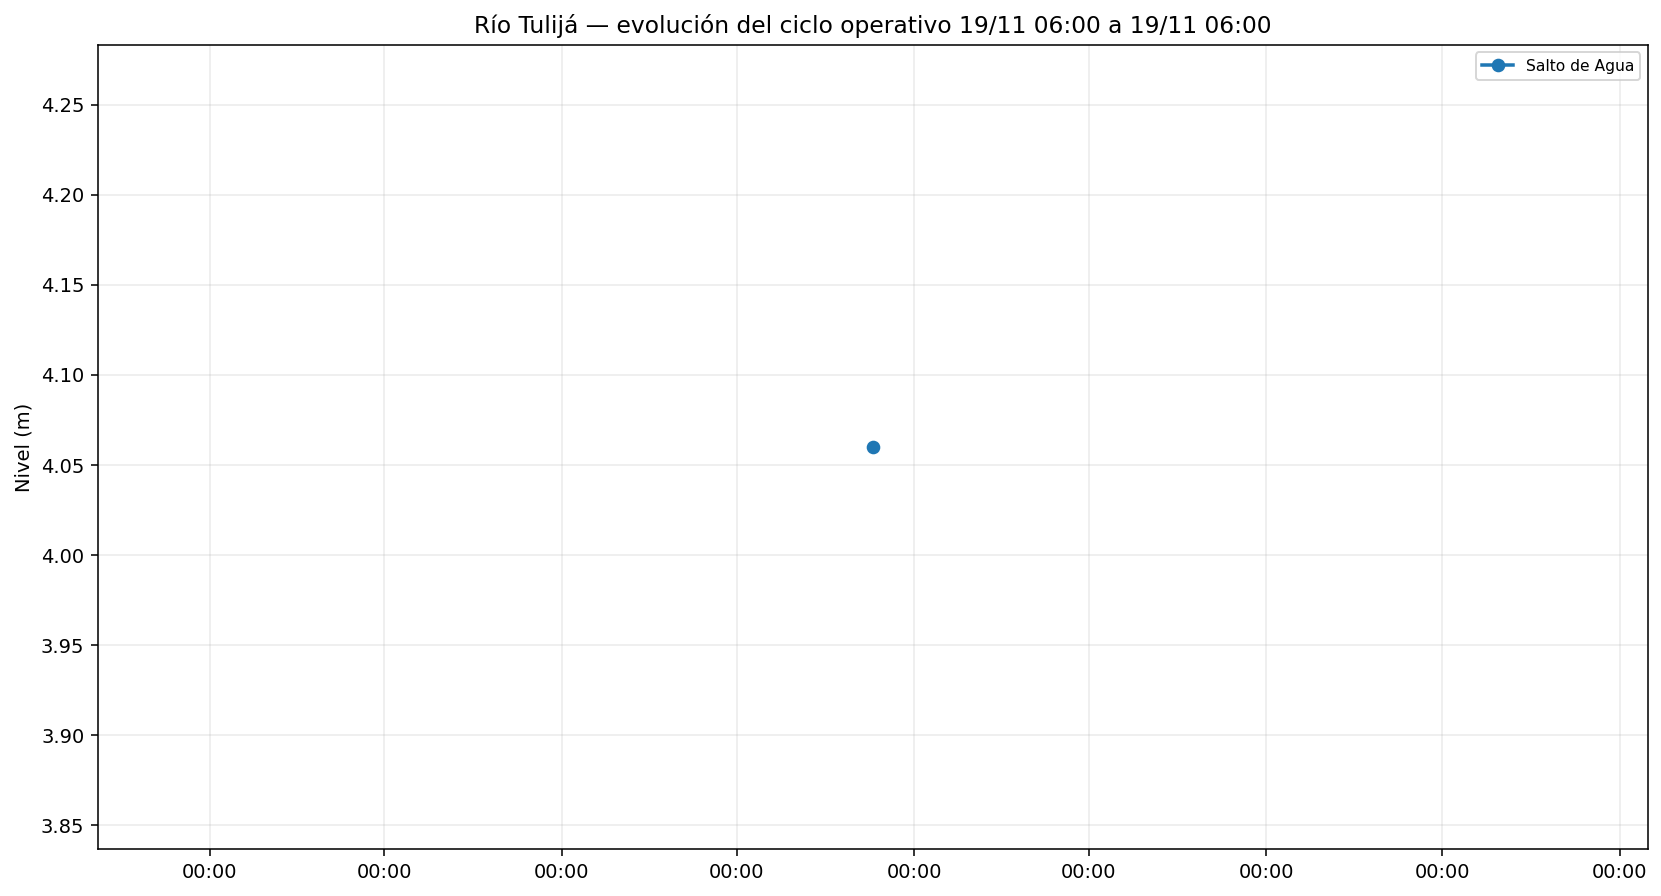 Río Tulijá — evolución del ciclo operativo 19/11 06:00 a 19/11 06:00
Salto de Agua
Nivel (m)
4.25
4.20
4.15
4.10
4.05
4.00
3.95
3.90
3.85
00:00 00:00 00:00 00:00 00:00 00:00 00:00 00:00 00:00